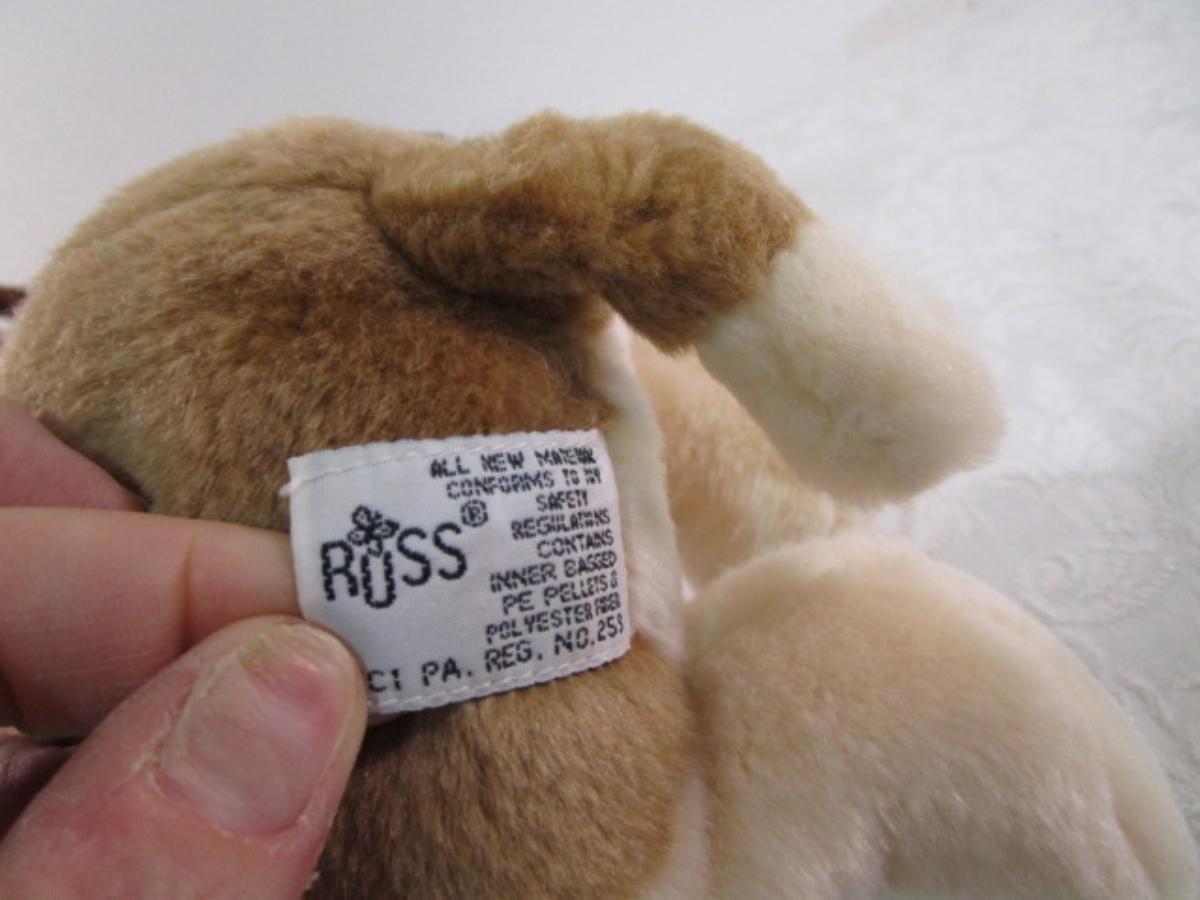 RUSS®
ALL NEW MATERIAL
CONFORMS TO
SAFETY
REGULATIONS
CONTAINS
INNER BAGGED
PE PELLETS &
POLYESTER FIBER
PA. REG. NO. 253